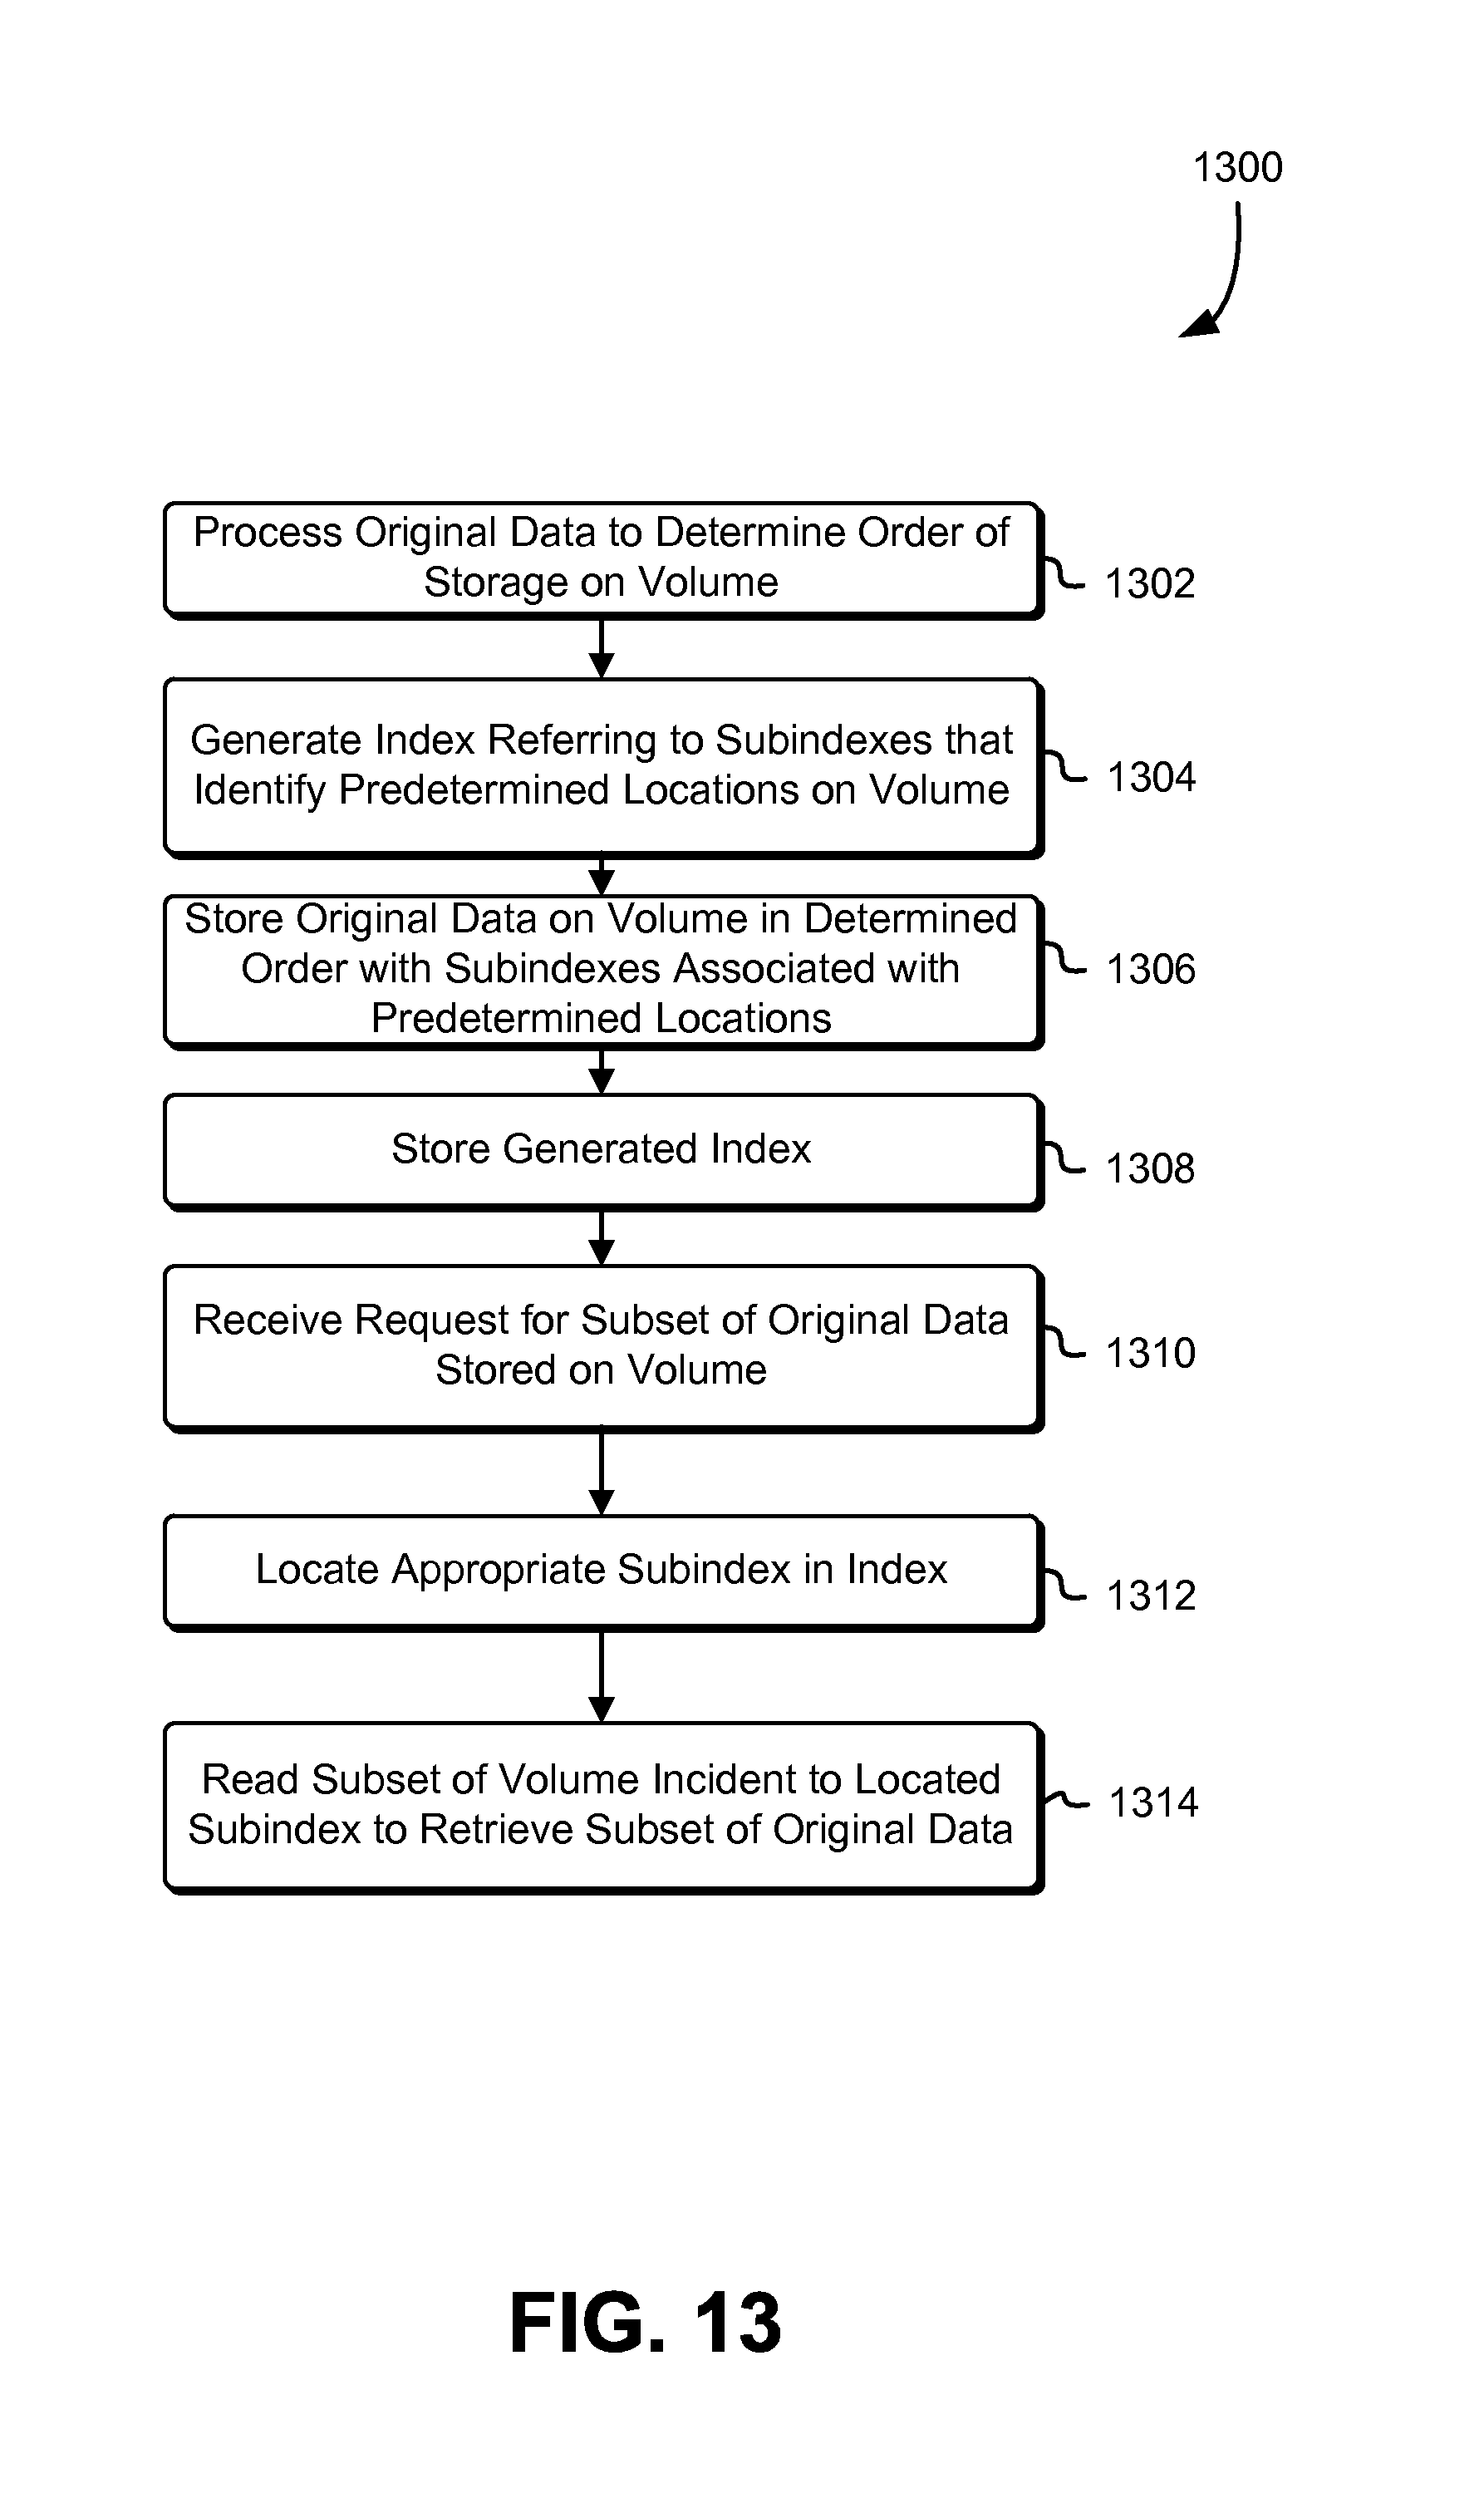 1300
Process Original Data to Determine Order of
Storage on Volume
1302
Generate Index Referring to Subindexes that
Identify Predetermined Locations on Volume
1304
Store Original Data on Volume in Determined
Order with Subindexes Associated with
Predetermined Locations
1306
Store Generated Index
1308
Receive Request for Subset of Original Data
Stored on Volume
1310
Locate Appropriate Subindex in Index
1312
Read Subset of Volume Incident to Located
Subindex to Retrieve Subset of Original Data
1314
FIG. 13